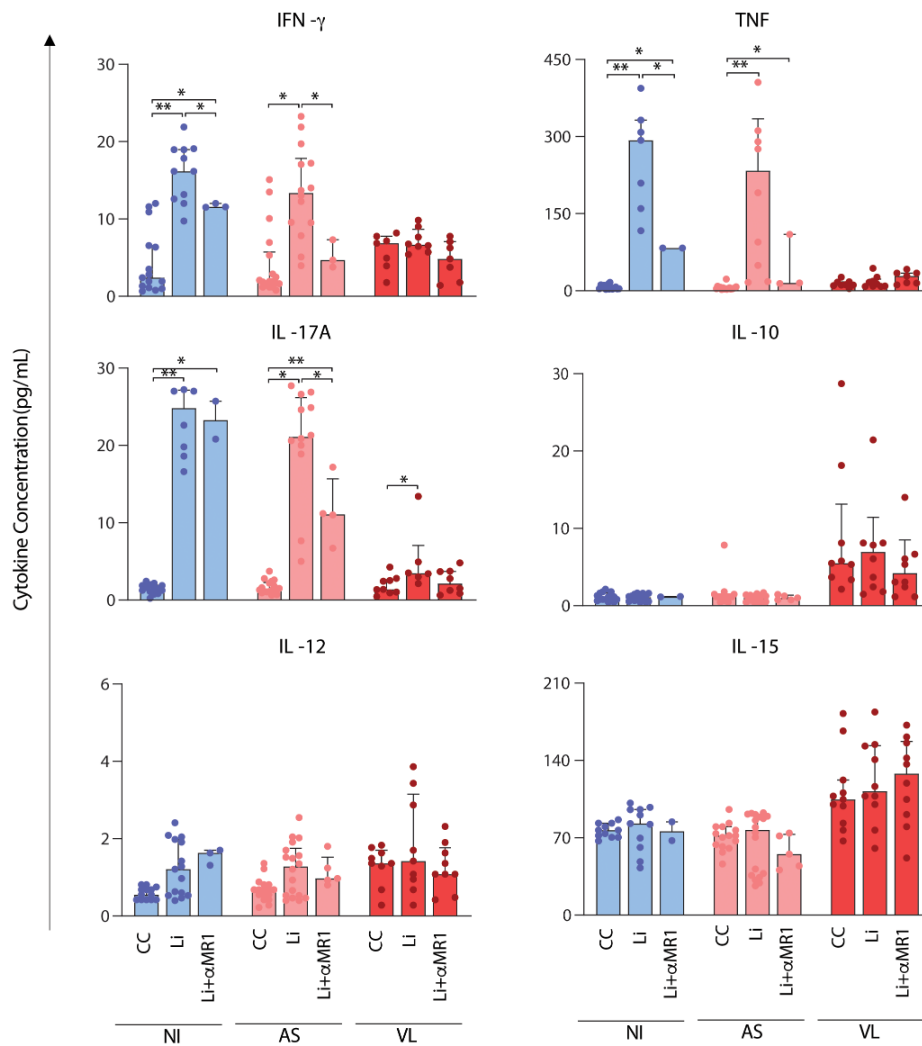 IFN -γ
TNF
30
20
10
0
* ** * * *
450
300
150
0
* ** * * **
IL -17A
IL -10
30
20
10
0
* ** ** * * *
30
20
10
0
IL -12
IL -15
6
4
2
0
210
140
70
0
CC Li Li+αMR1 CC Li Li+αMR1 CC Li Li+αMR1
CC Li Li+αMR1 CC Li Li+αMR1 CC Li Li+αMR1
NI AS VL
NI AS VL
Cytokine Concentration(pg/mL)